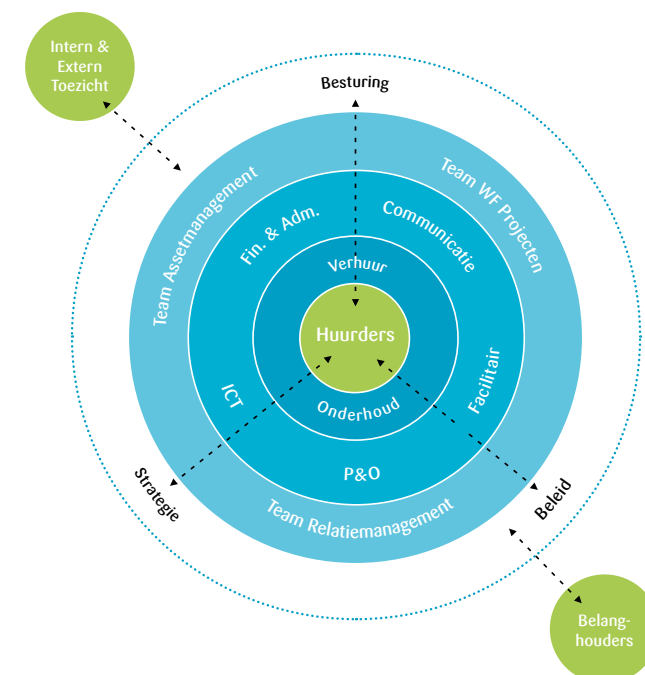 Intern &
Extern
Toezicht
Besturing
Team Assetmanagement
Team WF Projecten
Fin. & Adm.
Communicatie
Verhuur
Huurders
Facilitair
ICT
Onderhoud
P&O
Strategie
Beleid
Team Relatiemanagement
Belang-
houders